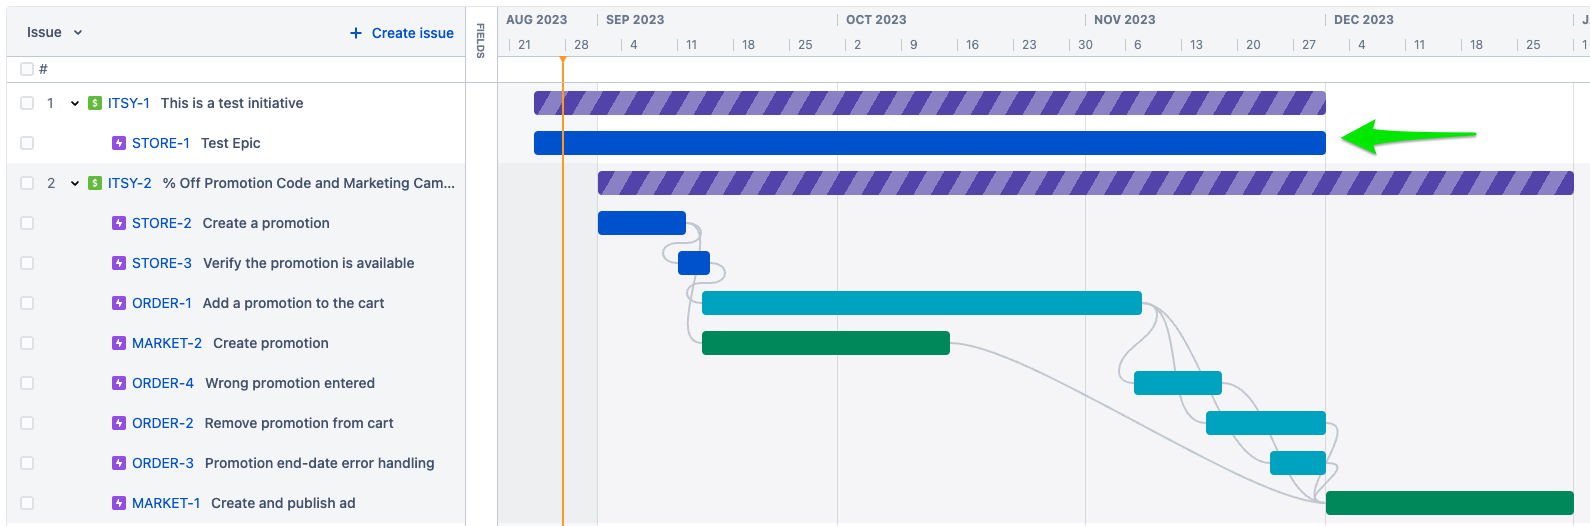 Issue
Create issue
FIELDS
AUG 2023 SEP 2023 OCT 2023 NOV 2023 DEC 2023 J
21 28 4 11 18 25 2 9 16 23 30 6 13 20 27 4 11 18 25 1
#
1 $ ITSY-1 This is a test initiative
STORE-1 Test Epic
2 $ ITSY-2 % Off Promotion Code and Marketing Cam...
STORE-2 Create a promotion
STORE-3 Verify the promotion is available
ORDER-1 Add a promotion to the cart
MARKET-2 Create promotion
ORDER-4 Wrong promotion entered
ORDER-2 Remove promotion from cart
ORDER-3 Promotion end-date error handling
MARKET-1 Create and publish ad